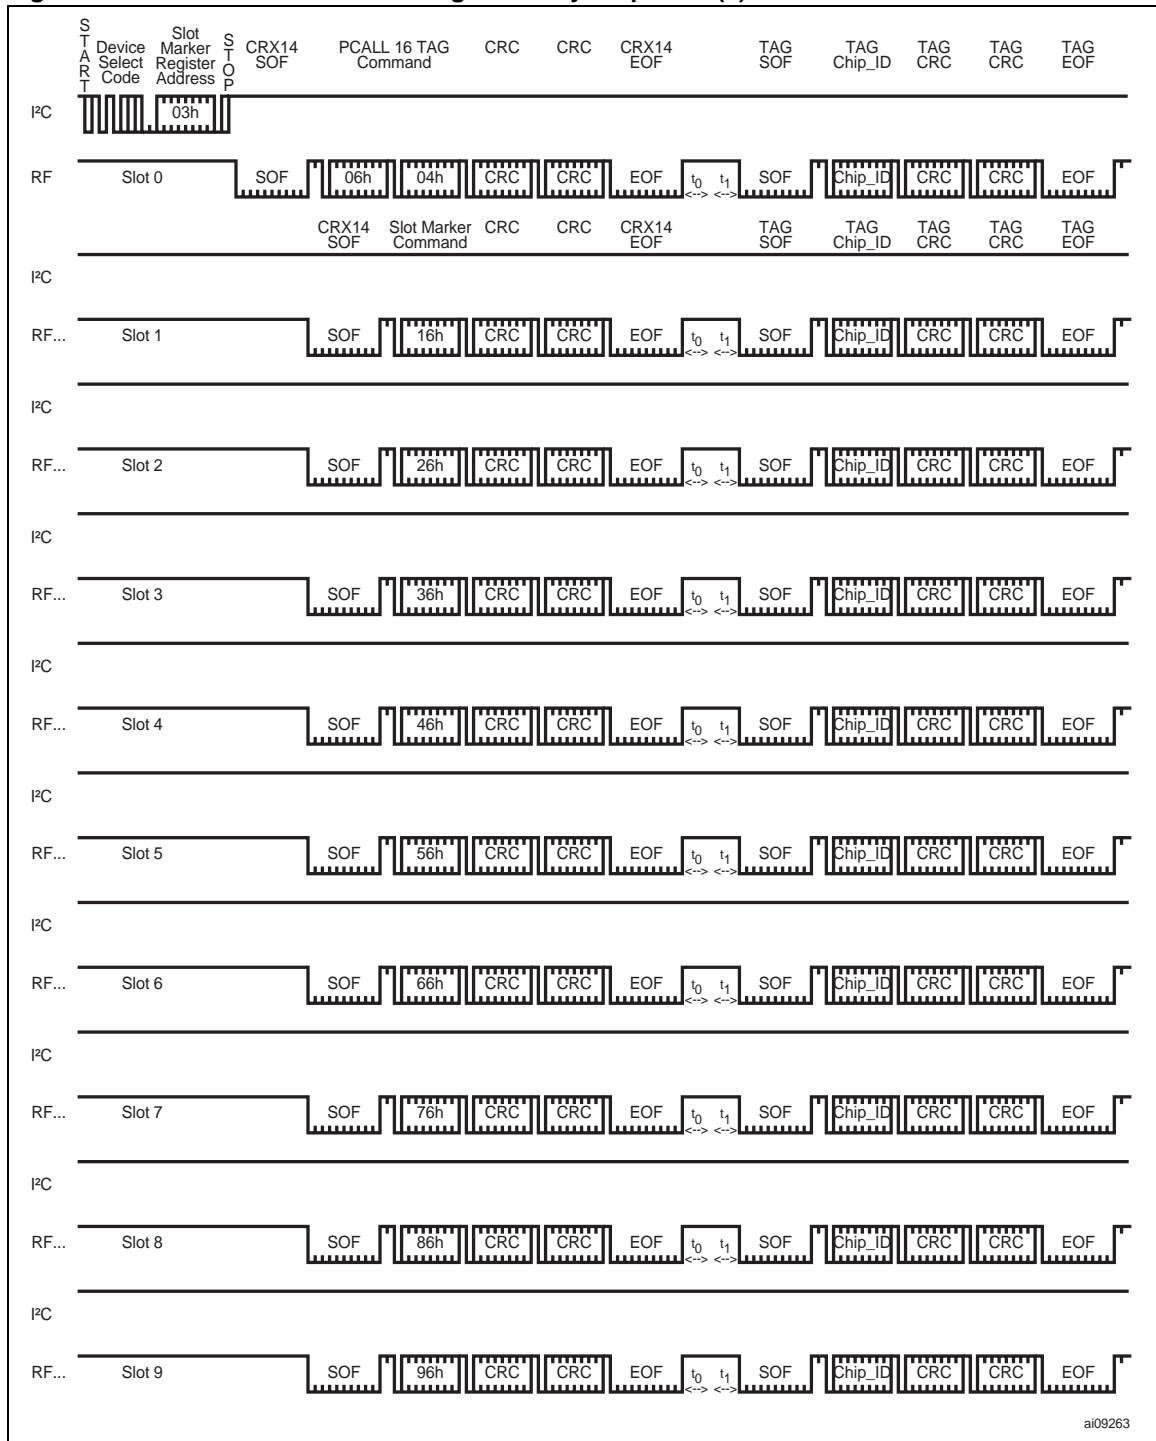 START Device Select Code Slot Marker Register Address STOP CRX14 SOF PCALL 16 TAG Command CRC CRC CRX14 EOF TAG SOF TAG Chip_ID TAG CRC TAG CRC TAG EOF
I²C 03h
RF Slot 0 SOF 06h 04h CRC CRC EOF t0 t1 <--> <--> SOF Chip_ID CRC CRC EOF
CRX14 SOF Slot Marker Command CRC CRC CRX14 EOF TAG SOF TAG Chip_ID TAG CRC TAG CRC TAG EOF
I²C
RF... Slot 1 SOF 16h CRC CRC EOF t0 t1 <--> <--> SOF Chip_ID CRC CRC EOF
I²C
RF... Slot 2 SOF 26h CRC CRC EOF t0 t1 <--> <--> SOF Chip_ID CRC CRC EOF
I²C
RF... Slot 3 SOF 36h CRC CRC EOF t0 t1 <--> <--> SOF Chip_ID CRC CRC EOF
I²C
RF... Slot 4 SOF 46h CRC CRC EOF t0 t1 <--> <--> SOF Chip_ID CRC CRC EOF
I²C
RF... Slot 5 SOF 56h CRC CRC EOF t0 t1 <--> <--> SOF Chip_ID CRC CRC EOF
I²C
RF... Slot 6 SOF 66h CRC CRC EOF t0 t1 <--> <--> SOF Chip_ID CRC CRC EOF
I²C
RF... Slot 7 SOF 76h CRC CRC EOF t0 t1 <--> <--> SOF Chip_ID CRC CRC EOF
I²C
RF... Slot 8 SOF 86h CRC CRC EOF t0 t1 <--> <--> SOF Chip_ID CRC CRC EOF
I²C
RF... Slot 9 SOF 96h CRC CRC EOF t0 t1 <--> <--> SOF Chip_ID CRC CRC EOF
ai09263